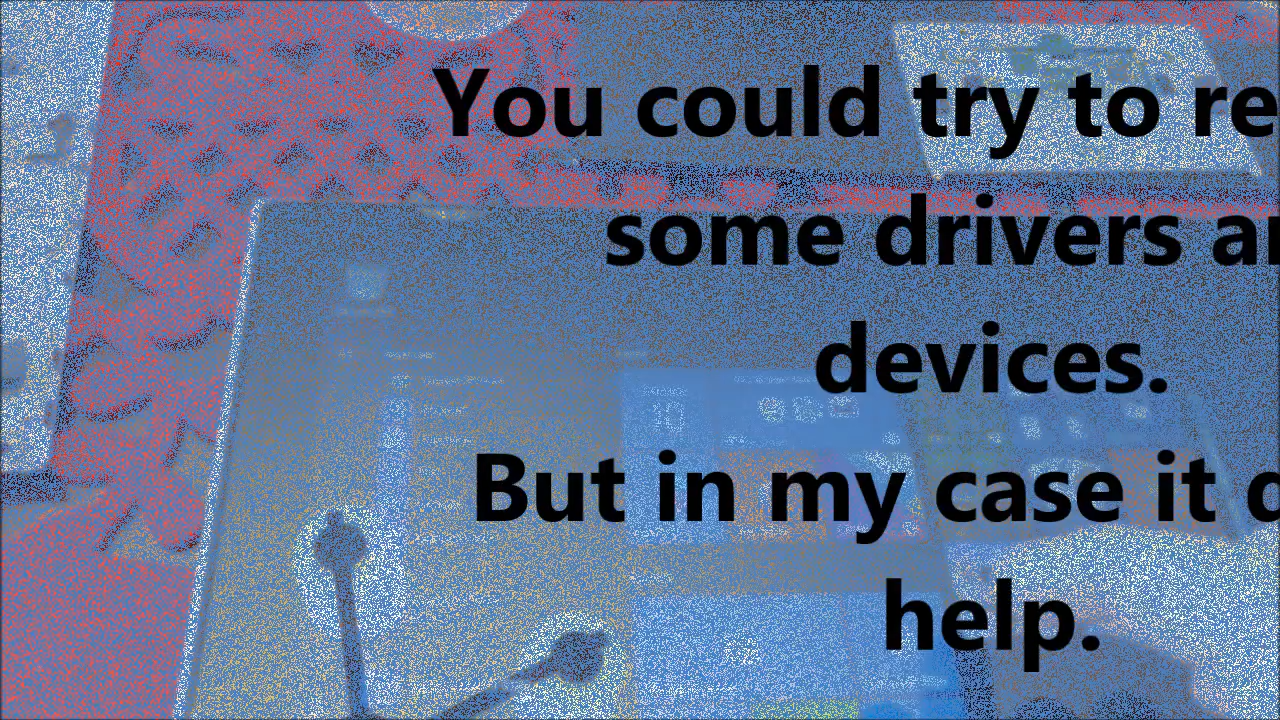 You could try to re
some drivers a
devices.
But in my case it d
help.